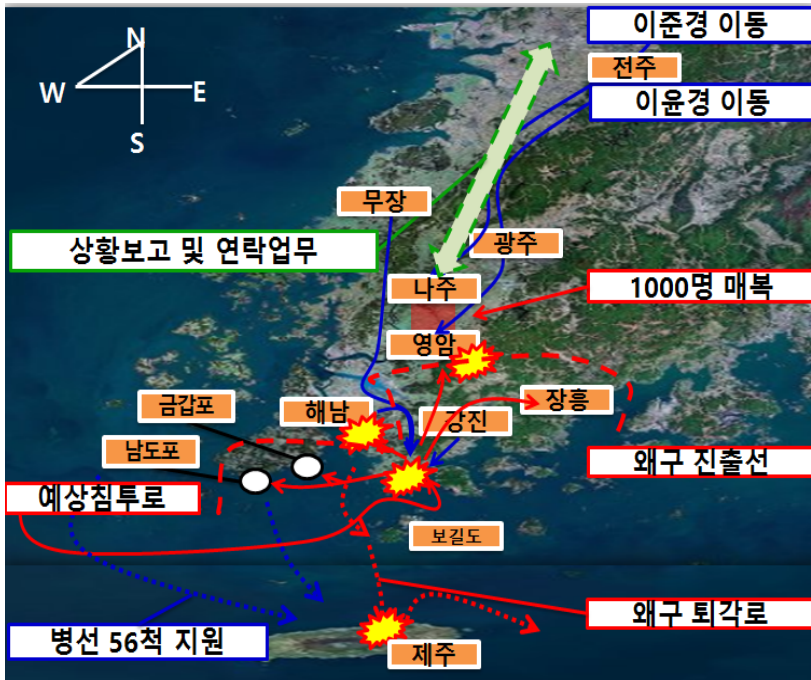 이준경 이동
N
전주
W
E
이윤경 이동
S
무장
상황보고 및 연락업무
광주
나주
1000명 매복
영암
금갑포
해남
강진
장흥
남도포
왜구 진출선
예상침투로
보길도
병선 56척 지원
왜구 퇴각로
제주